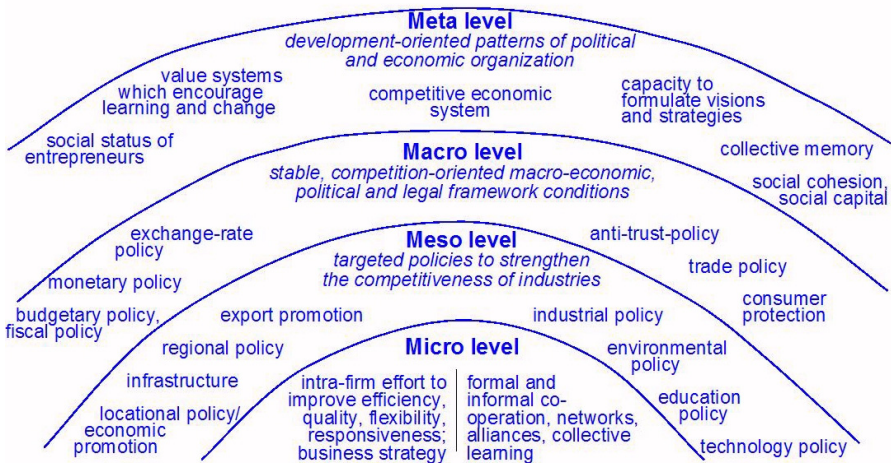 Meta level
development-oriented patterns of political
and economic organization
value systems
which encourage
learning and change
competitive economic
system
capacity to
formulate visions
and strategies
social status of
entrepreneurs
collective memory
social cohesion,
social capital
Macro level
stable, competition-oriented macro-economic,
political and legal framework conditions
exchange-rate
policy
anti-trust-policy
monetary policy
trade policy
budgetary policy,
fiscal policy
consumer
protection
Meso level
targeted policies to strengthen
the competitiveness of industries
export promotion
industrial policy
regional policy
environmental
policy
infrastructure
education
policy
locational policy/
economic
promotion
technology policy
Micro level
intra-firm effort to
improve efficiency,
quality, flexibility,
responsiveness;
business strategy
formal and
informal co-
operation, networks,
alliances, collective
learning